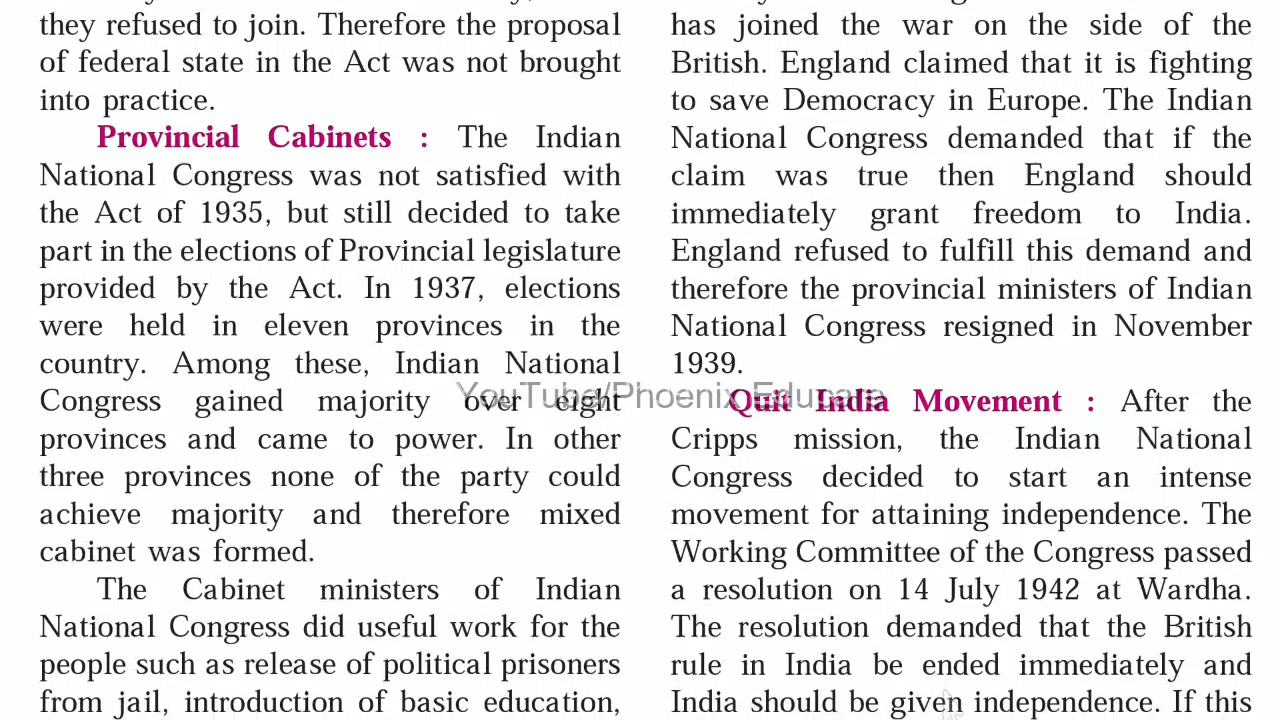 they refused to join. Therefore the proposal
of federal state in the Act was not brought
into practice.
Provincial Cabinets : The Indian
National Congress was not satisfied with
the Act of 1935, but still decided to take
part in the elections of Provincial legislature
provided by the Act. In 1937, elections
were held in eleven provinces in the
country. Among these, Indian National
Congress gained majority over eight
provinces and came to power. In other
three provinces none of the party could
achieve majority and therefore mixed
cabinet was formed.
The Cabinet ministers of Indian
National Congress did useful work for the
people such as release of political prisoners
from jail, introduction of basic education,
has joined the war on the side of the
British. England claimed that it is fighting
to save Democracy in Europe. The Indian
National Congress demanded that if the
claim was true then England should
immediately grant freedom to India.
England refused to fulfill this demand and
therefore the provincial ministers of Indian
National Congress resigned in November
1939.
Quit India Movement : After the
Cripps mission, the Indian National
Congress decided to start an intense
movement for attaining independence. The
Working Committee of the Congress passed
a resolution on 14 July 1942 at Wardha.
The resolution demanded that the British
rule in India be ended immediately and
India should be given independence. If this
YouTube/Phoenix Educare